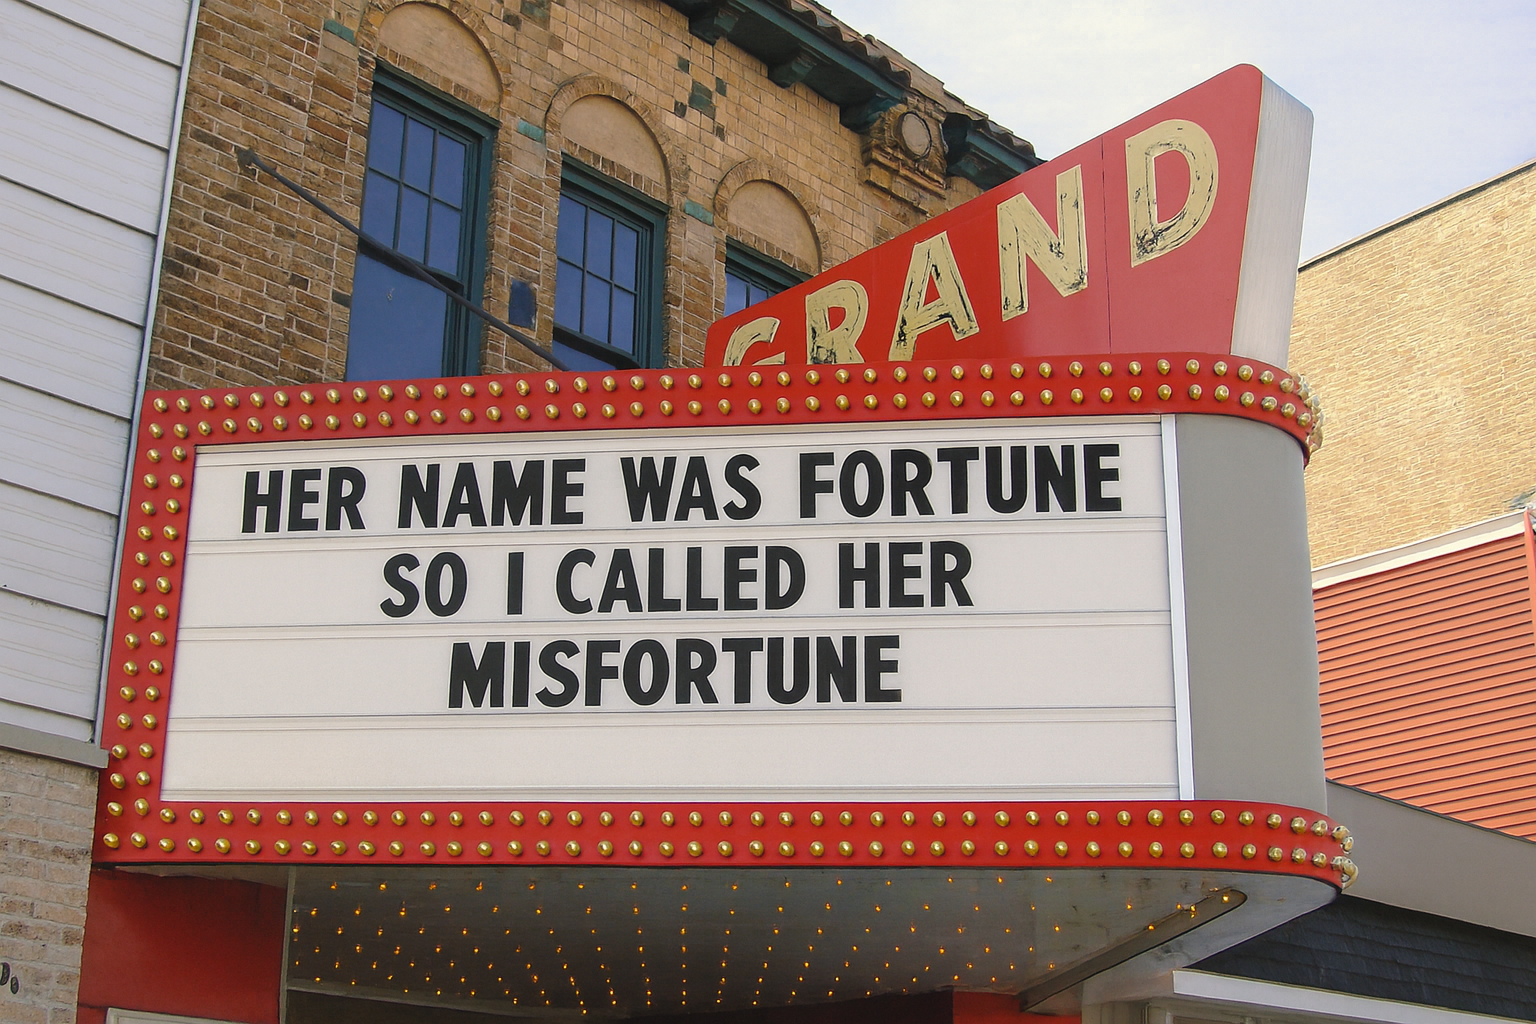 GRAND
HER NAME WAS FORTUNE
SO I CALLED HER
MISFORTUNE